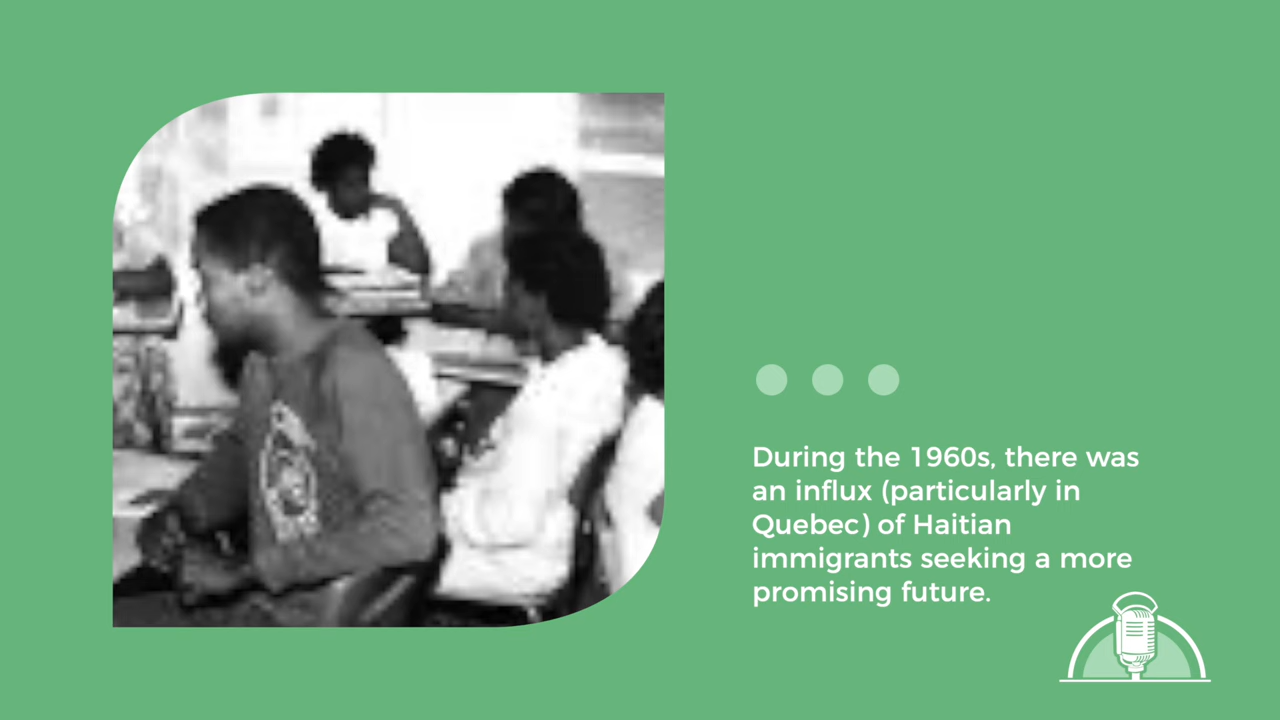 During the 1960s, there was
an influx (particularly in
Quebec) of Haitian
immigrants seeking a more
promising future.